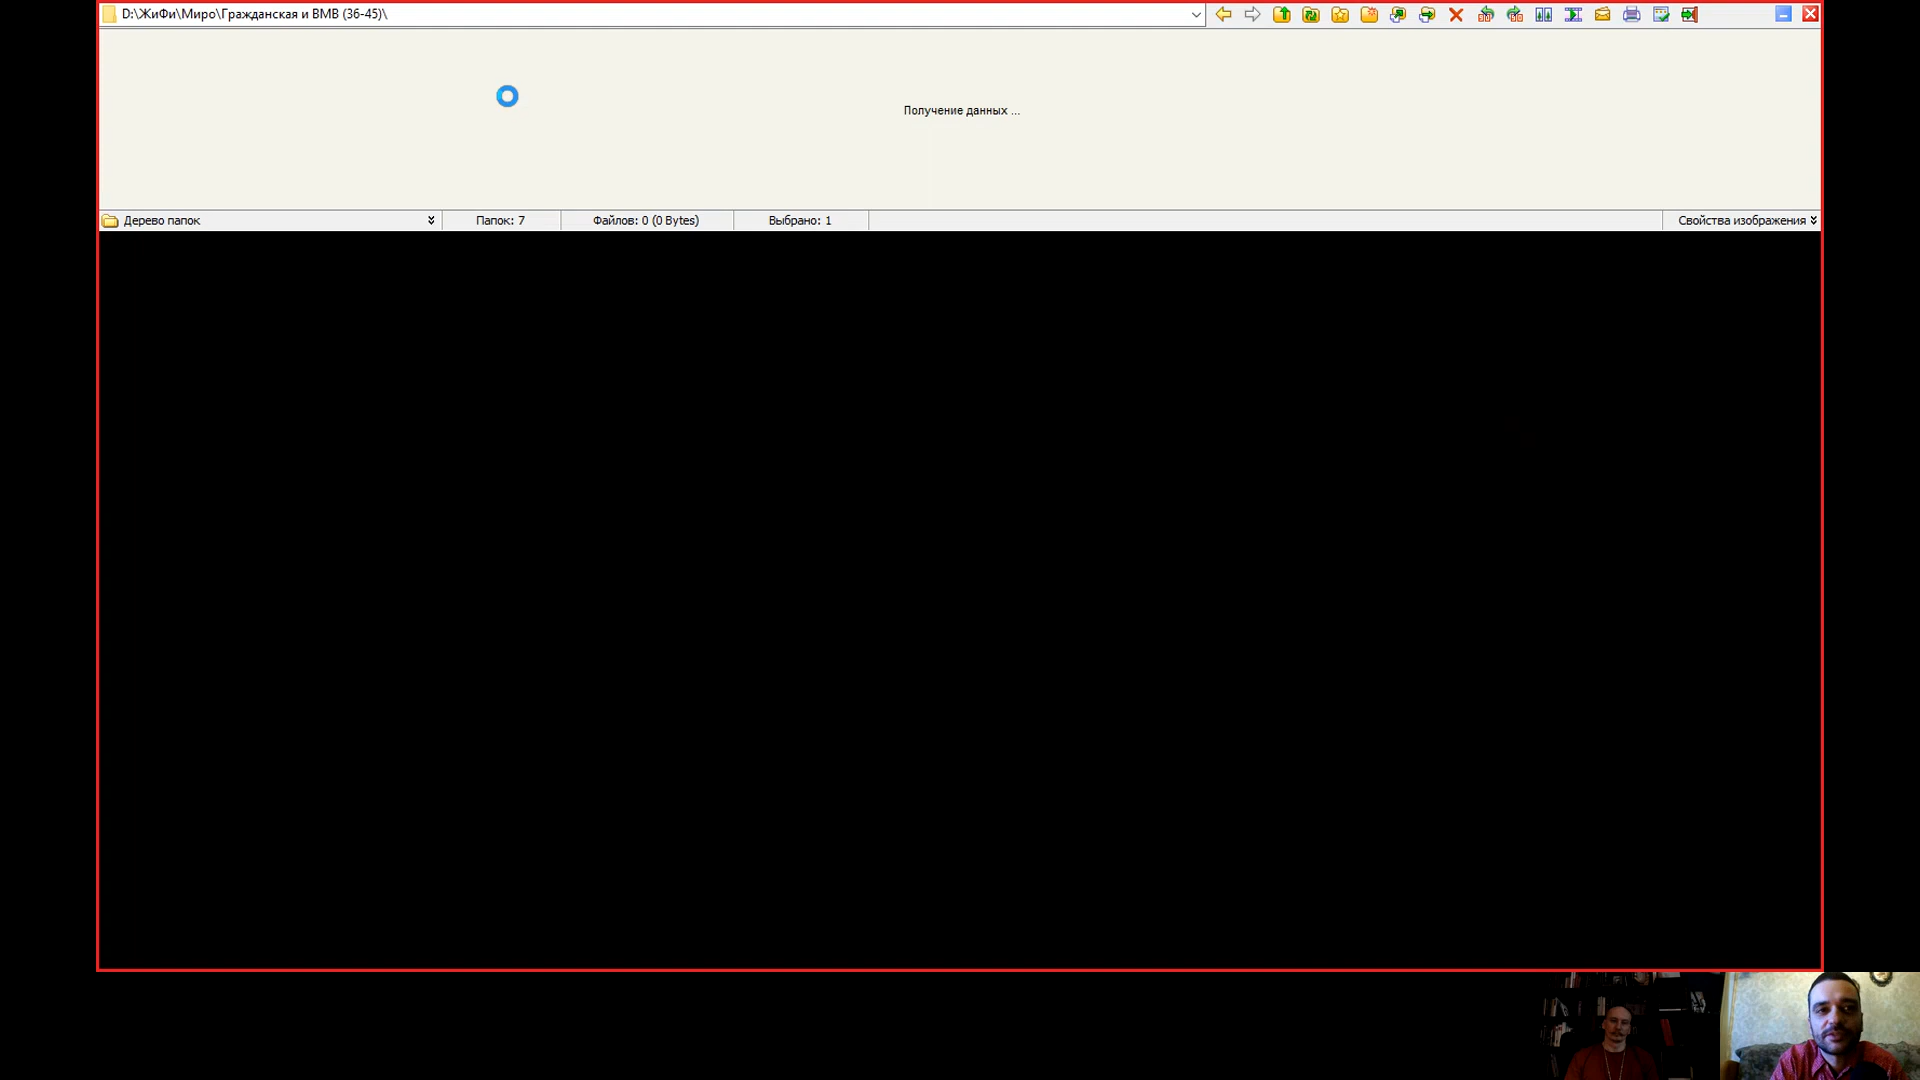 D:\ЖиФи\Миро\Гражданская и ВМВ (36-45)\
Получение данных ...
Дерево папок
Папок: 7
Файлов: 0 (0 Bytes)
Выбрано: 1
Свойства изображения